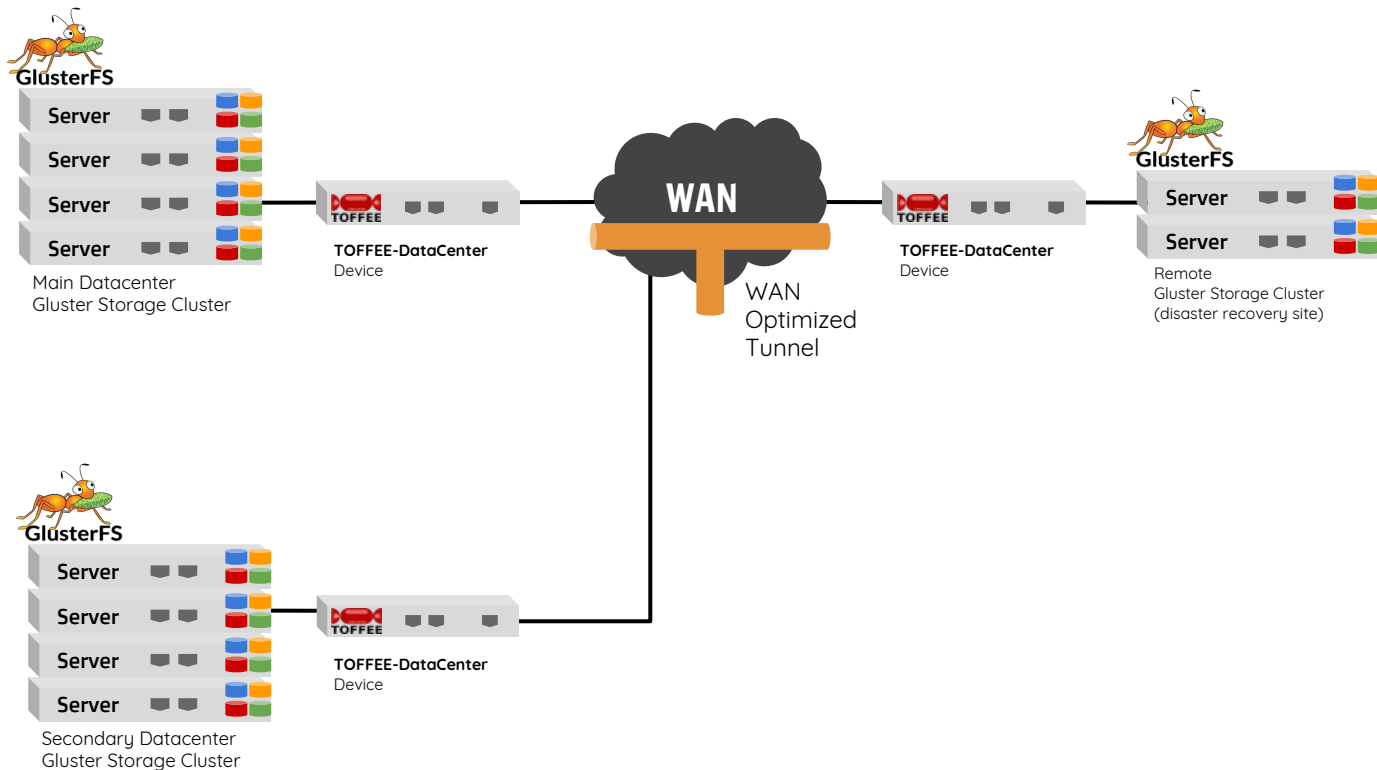 GlusterFS
Server
Server
Server
Server
Main Datacenter
Gluster Storage Cluster
TOFFEE
TOFFEE-DataCenter
Device
WAN
WAN
Optimized
Tunnel
TOFFEE
TOFFEE-DataCenter
Device
GlusterFS
Server
Server
Remote
Gluster Storage Cluster
(disaster recovery site)
GlusterFS
Server
Server
Server
Server
Secondary Datacenter
Gluster Storage Cluster
TOFFEE
TOFFEE-DataCenter
Device